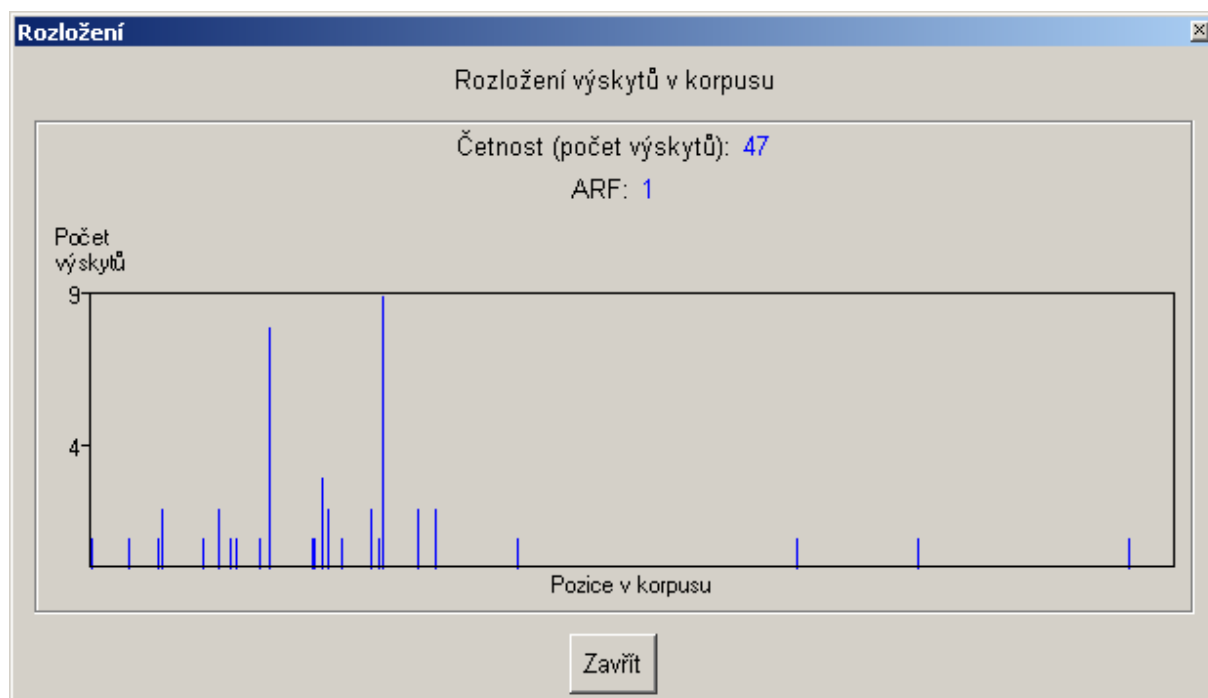 Rozložení
Rozložení výskytů v korpusu
Četnost (počet výskytů): 47
ARF: 1
Počet
výskytů
9
4
Pozice v korpusu
Zavřít